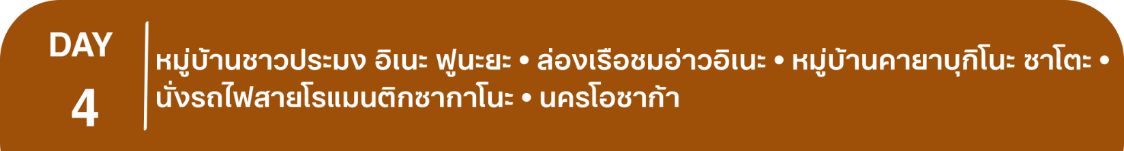 DAY
4
หมู่บ้านชาวประมง อิเนะ ฟูนะยะ • ล่องเรือชมอ่าวอิเนะ • หมู่บ้านคายาบุกิโนะ ซาโตะ •
นั่งรถไฟสายโรแมนติกซากาโนะ • นครโอซาก้า